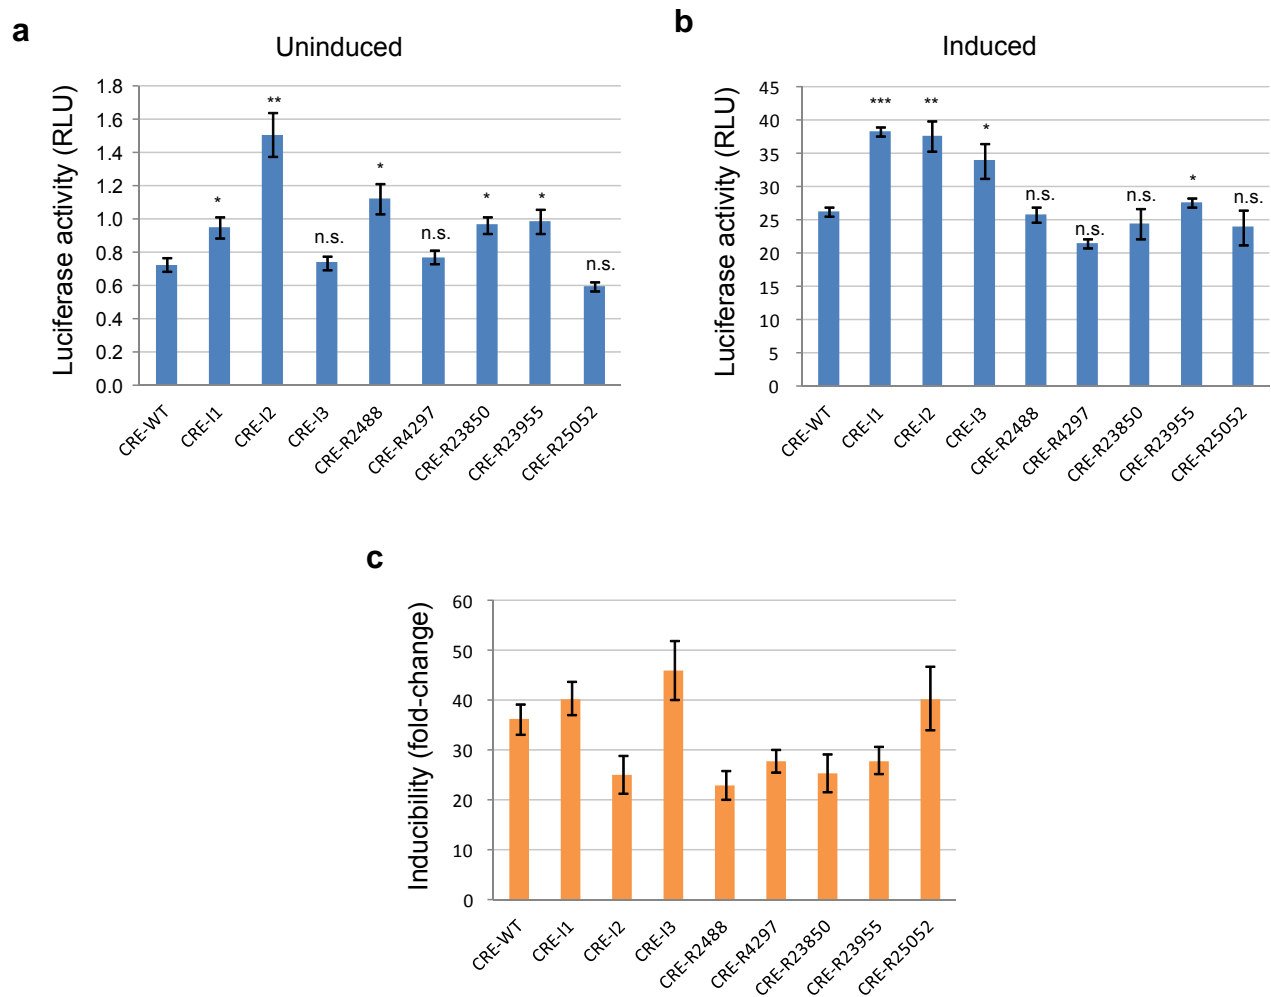 a
Uninduced
Luciferase activity (RLU)
1.8
1.6
1.4
1.2
1.0
0.8
0.6
0.4
0.2
0.0
*
**
n.s.
*
n.s.
*
*
n.s.
CRE-WT
CRE-I1
CRE-I2
CRE-I3
CRE-R2488
CRE-R4297
CRE-R23850
CRE-R23955
CRE-R25052
b
Induced
Luciferase activity (RLU)
45
40
35
30
25
20
15
10
5
0
***
**
*
n.s.
n.s.
n.s.
*
n.s.
CRE-WT
CRE-I1
CRE-I2
CRE-I3
CRE-R2488
CRE-R4297
CRE-R23850
CRE-R23955
CRE-R25052
c
Inducibility (fold-change)
60
50
40
30
20
10
0
CRE-WT
CRE-I1
CRE-I2
CRE-I3
CRE-R2488
CRE-R4297
CRE-R23850
CRE-R23955
CRE-R25052